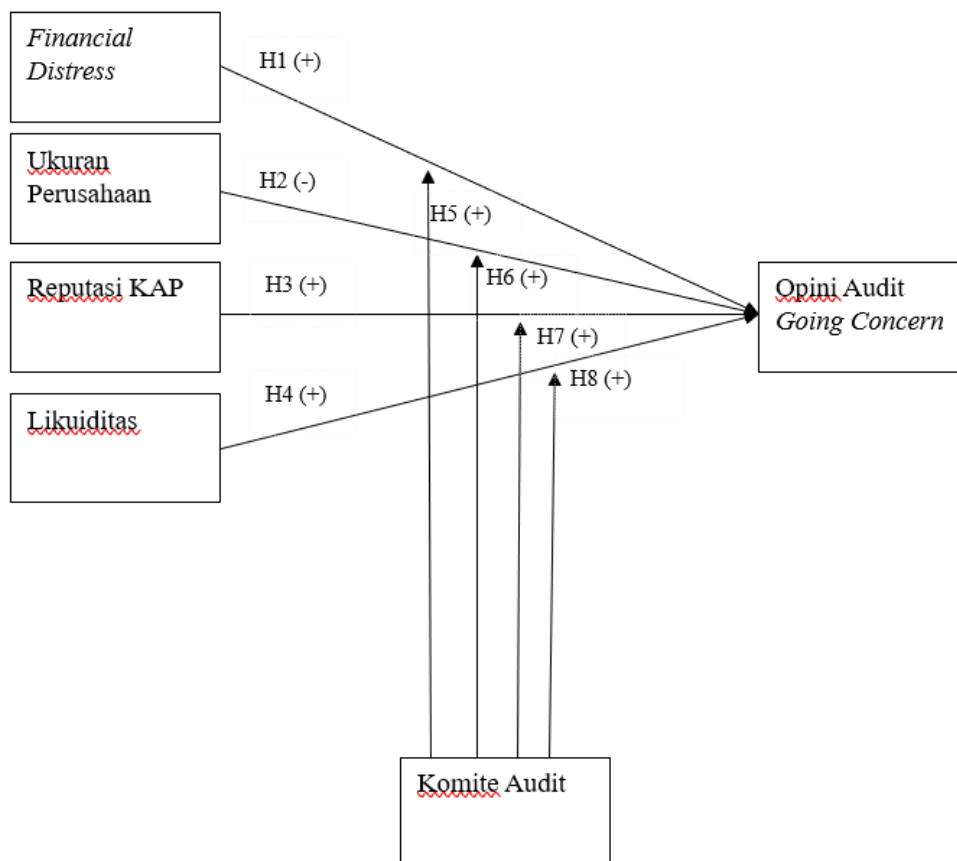 Financial
Distress
H1 (+)
Ukuran
Perusahaan
H2 (-)
H5 (+)
Reputasi KAP
H3 (+)
H6 (+)
Opini Audit
Going Concern
H7 (+)
H8 (+)
Likuiditas
H4 (+)
Komite Audit